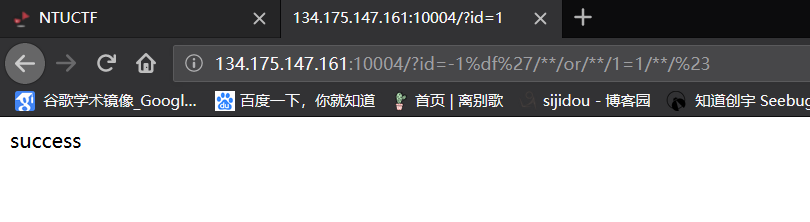 NTUCTF
134.175.147.161:10004/?id=1
134.175.147.161:10004/?id=-1%df%27/**/or/**/1=1/**/%23
谷歌学术镜像_Googl...
百度一下，你就知道
首页 | 离别歌
sijidou - 博客园
知道创宇 Seebug
success